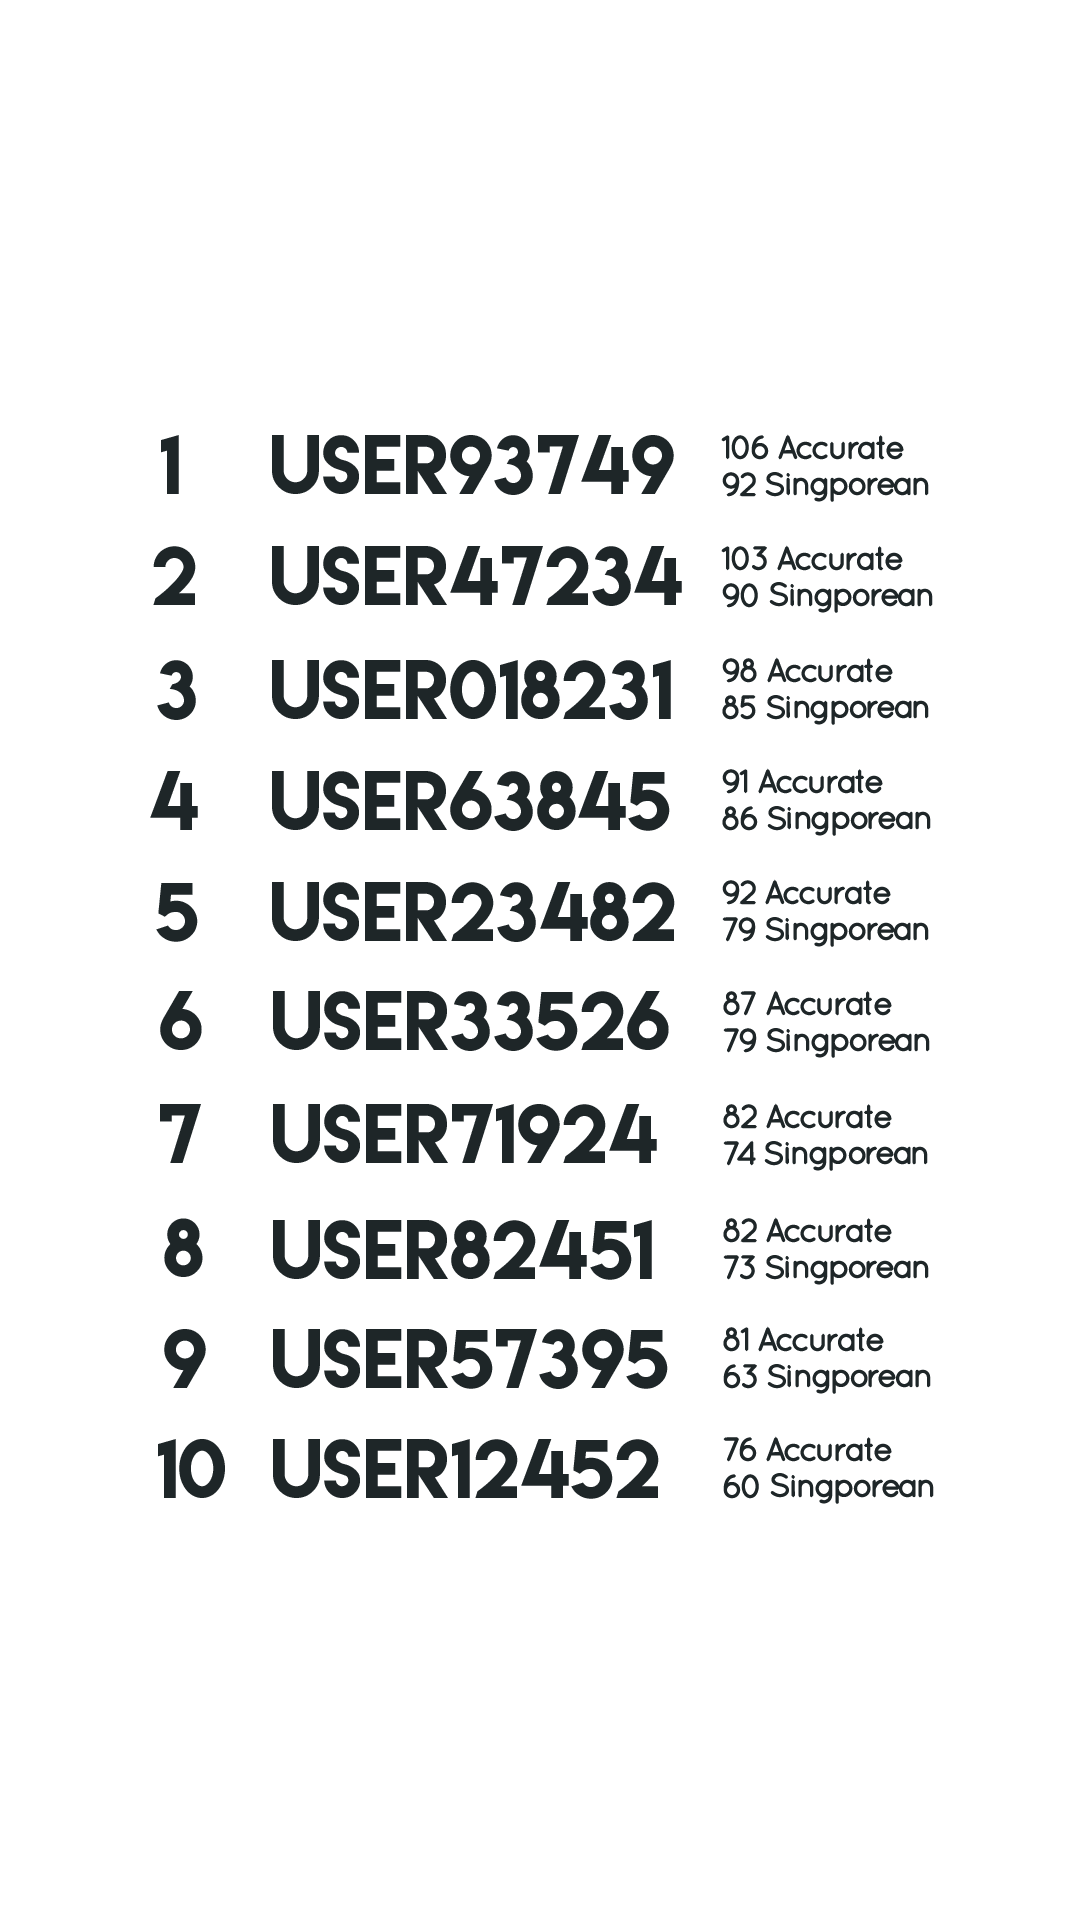 1 USER93749 106 Accurate
92 Singporean
2 USER47234 103 Accurate
90 Singporean
3 USER018231 98 Accurate
85 Singporean
4 USER63845 91 Accurate
86 Singporean
5 USER23482 92 Accurate
79 Singporean
6 USER33526 87 Accurate
79 Singporean
7 USER71924 82 Accurate
74 Singporean
8 USER82451 82 Accurate
73 Singporean
9 USER57395 81 Accurate
63 Singporean
10 USER12452 76 Accurate
60 Singporean